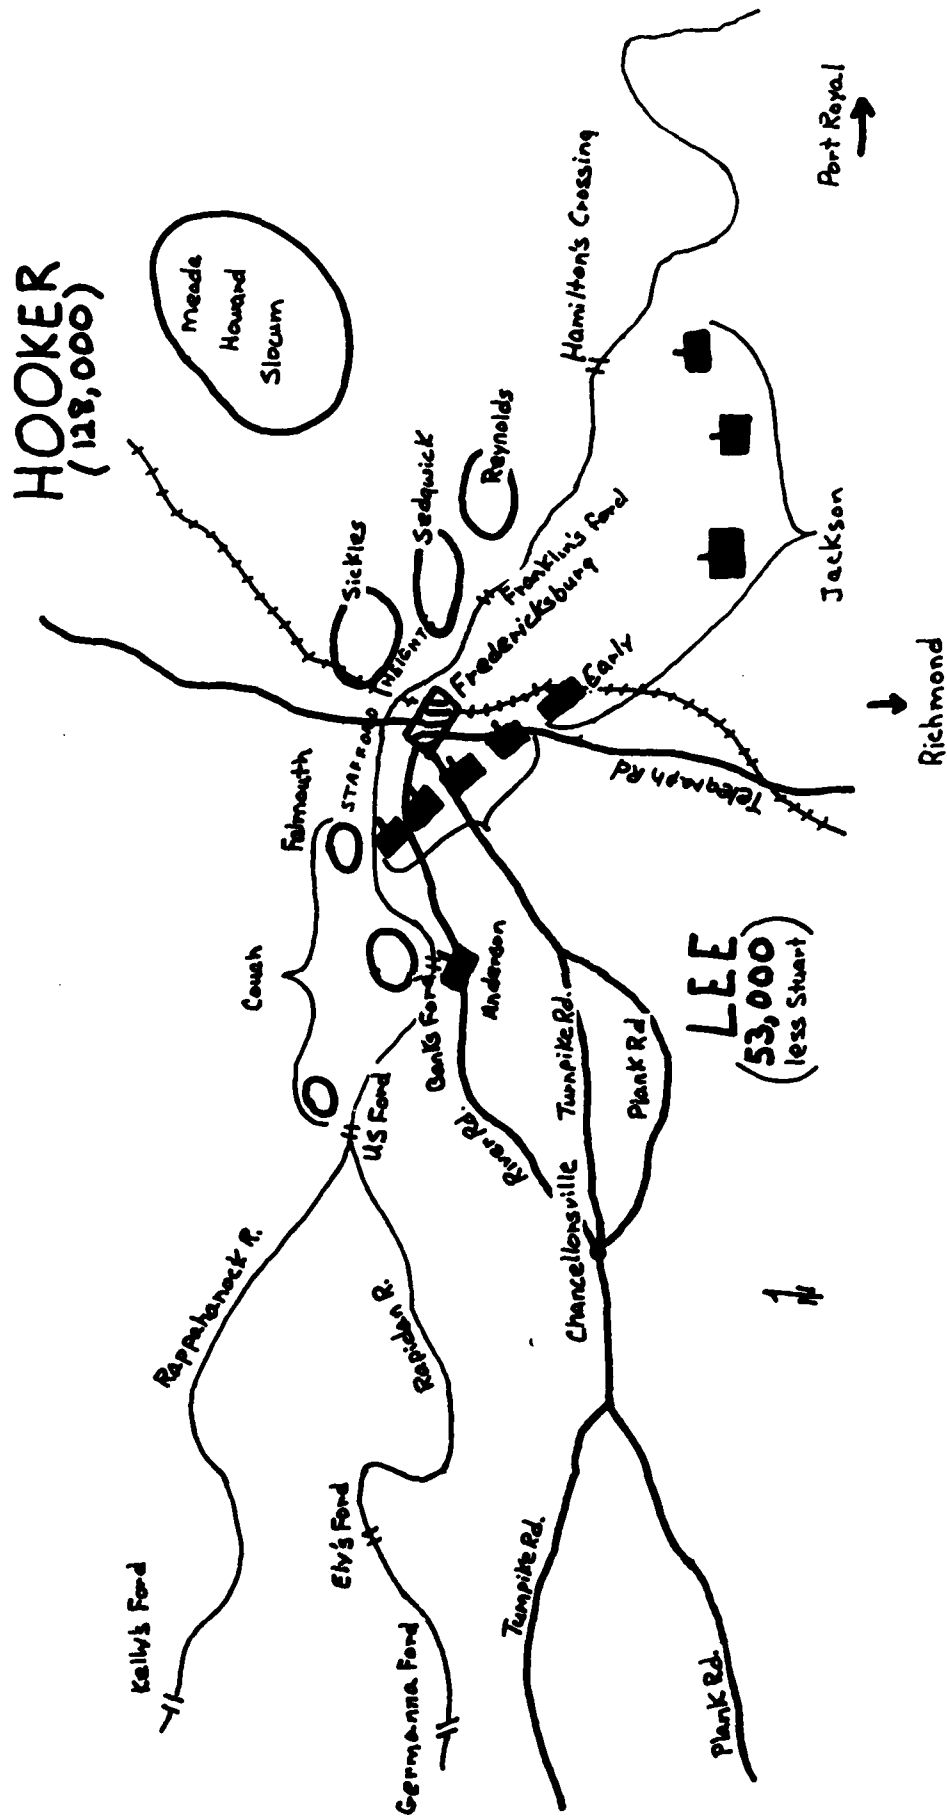 HOOKER
(128,000)
Meade
Howard
Slocum
Kelly's Ford
Rappahanock R.
Couch
Falmouth
Sickles
STAFFORD
HEIGHT
Sedgwick
Reynolds
Ely's Ford
US Ford
Rapidan R.
Banks Ford
Germanna Ford
River Rd.
Anderson
Fredericksburg
Franklin's Ford
Hamilton's Crossing
Early
Turnpike Rd.
Chancellorsville
Turnpike Rd.
Plank Rd
Telegraph Rd
LEE
(53,000
less Stuart)
Plank Rd.
Jackson
Port Royal
Richmond
N